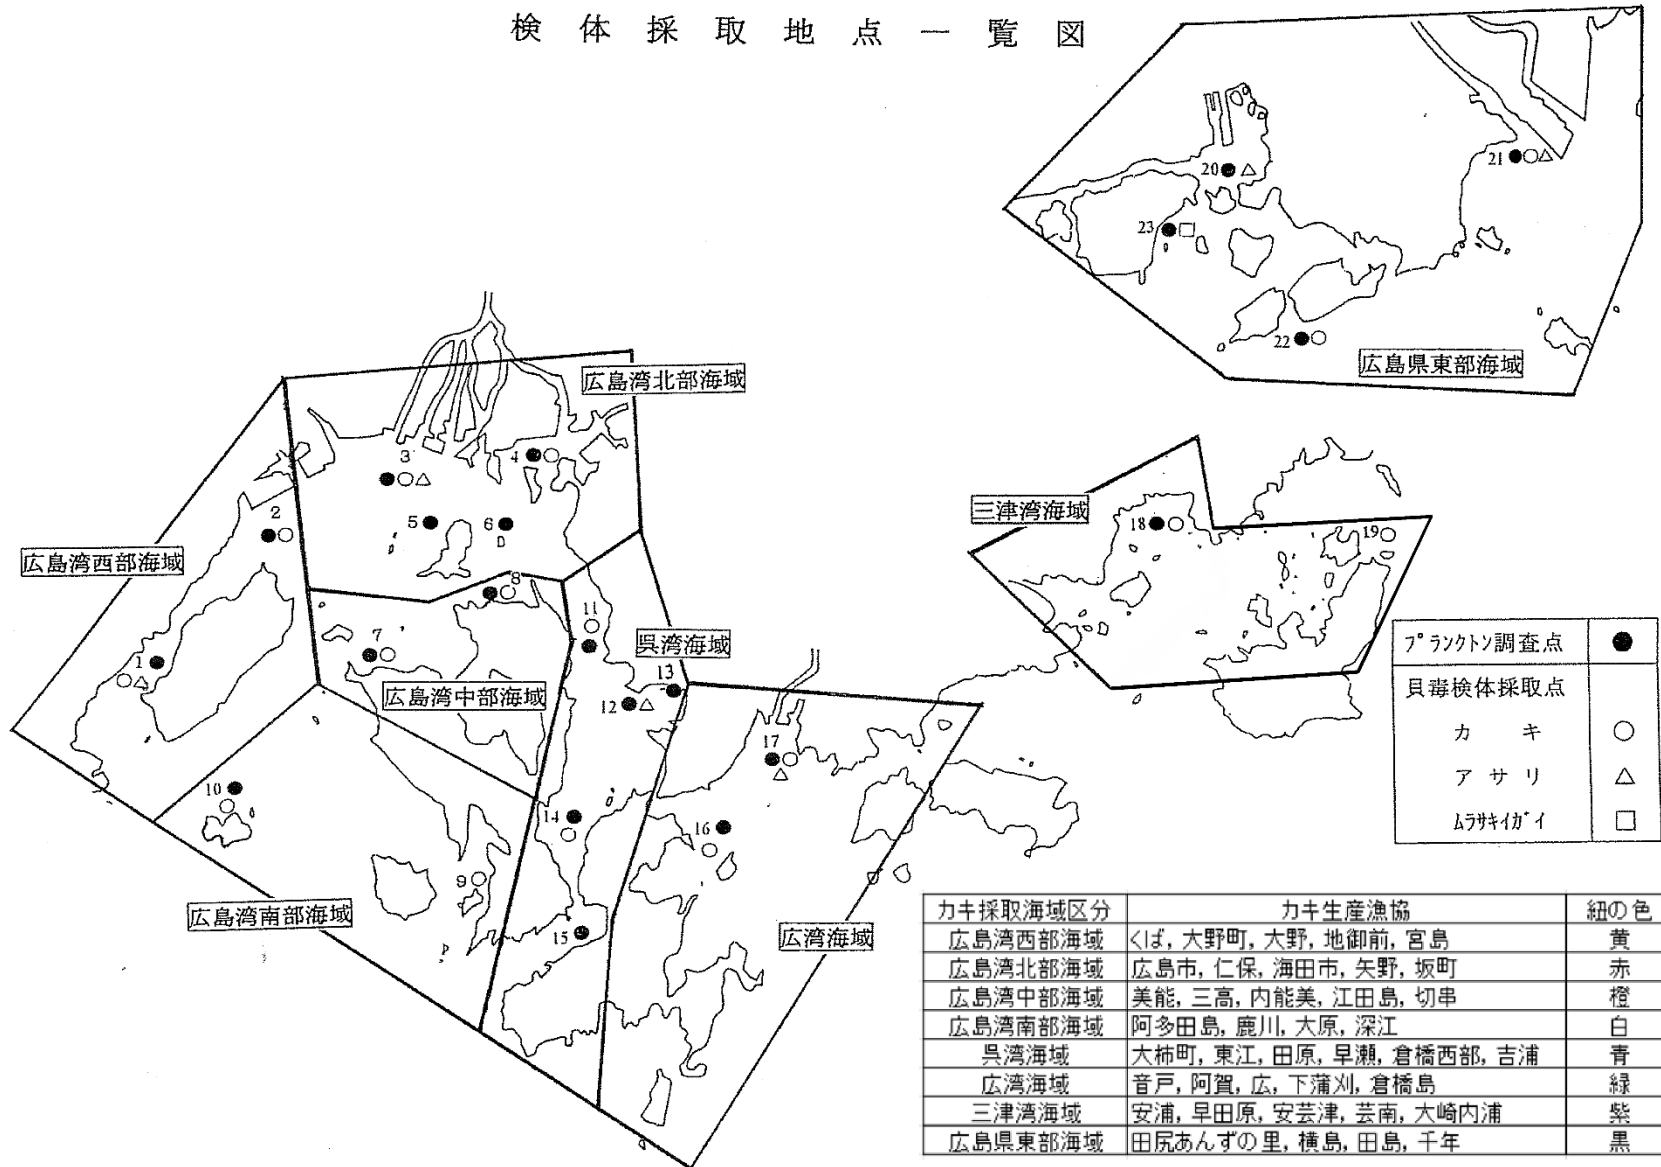 検体採取地点一覧図
20
21
23
22
広島県東部海域
広島湾北部海域
3
4
2
5
6
広島湾西部海域
三津湾海域
18
19
8
11
7
呉湾海域
1
13
広島湾中部海域
12
17
10
14
16
9
広島湾南部海域
15
広湾海域
プランクトン調査点 ●
貝毒検体採取点
カキ ○
アサリ △
ムラサキイガイ □
カキ採取海域区分 カキ生産漁協 紐の色
広島湾西部海域 くば, 大野町, 大野, 地御前, 宮島 黄
広島湾北部海域 広島市, 仁保, 海田市, 矢野, 坂町 赤
広島湾中部海域 美能, 三高, 内能美, 江田島, 切串 橙
広島湾南部海域 阿多田島, 鹿川, 大原, 深江 白
呉湾海域 大柿町, 東江, 田原, 早瀬, 倉橋西部, 吉浦 青
広湾海域 音戸, 阿賀, 広, 下蒲刈, 倉橋島 緑
三津湾海域 安浦, 早田原, 安芸津, 芸南, 大崎内浦 紫
広島県東部海域 田尻あんずの里, 横島, 田島, 千年 黒